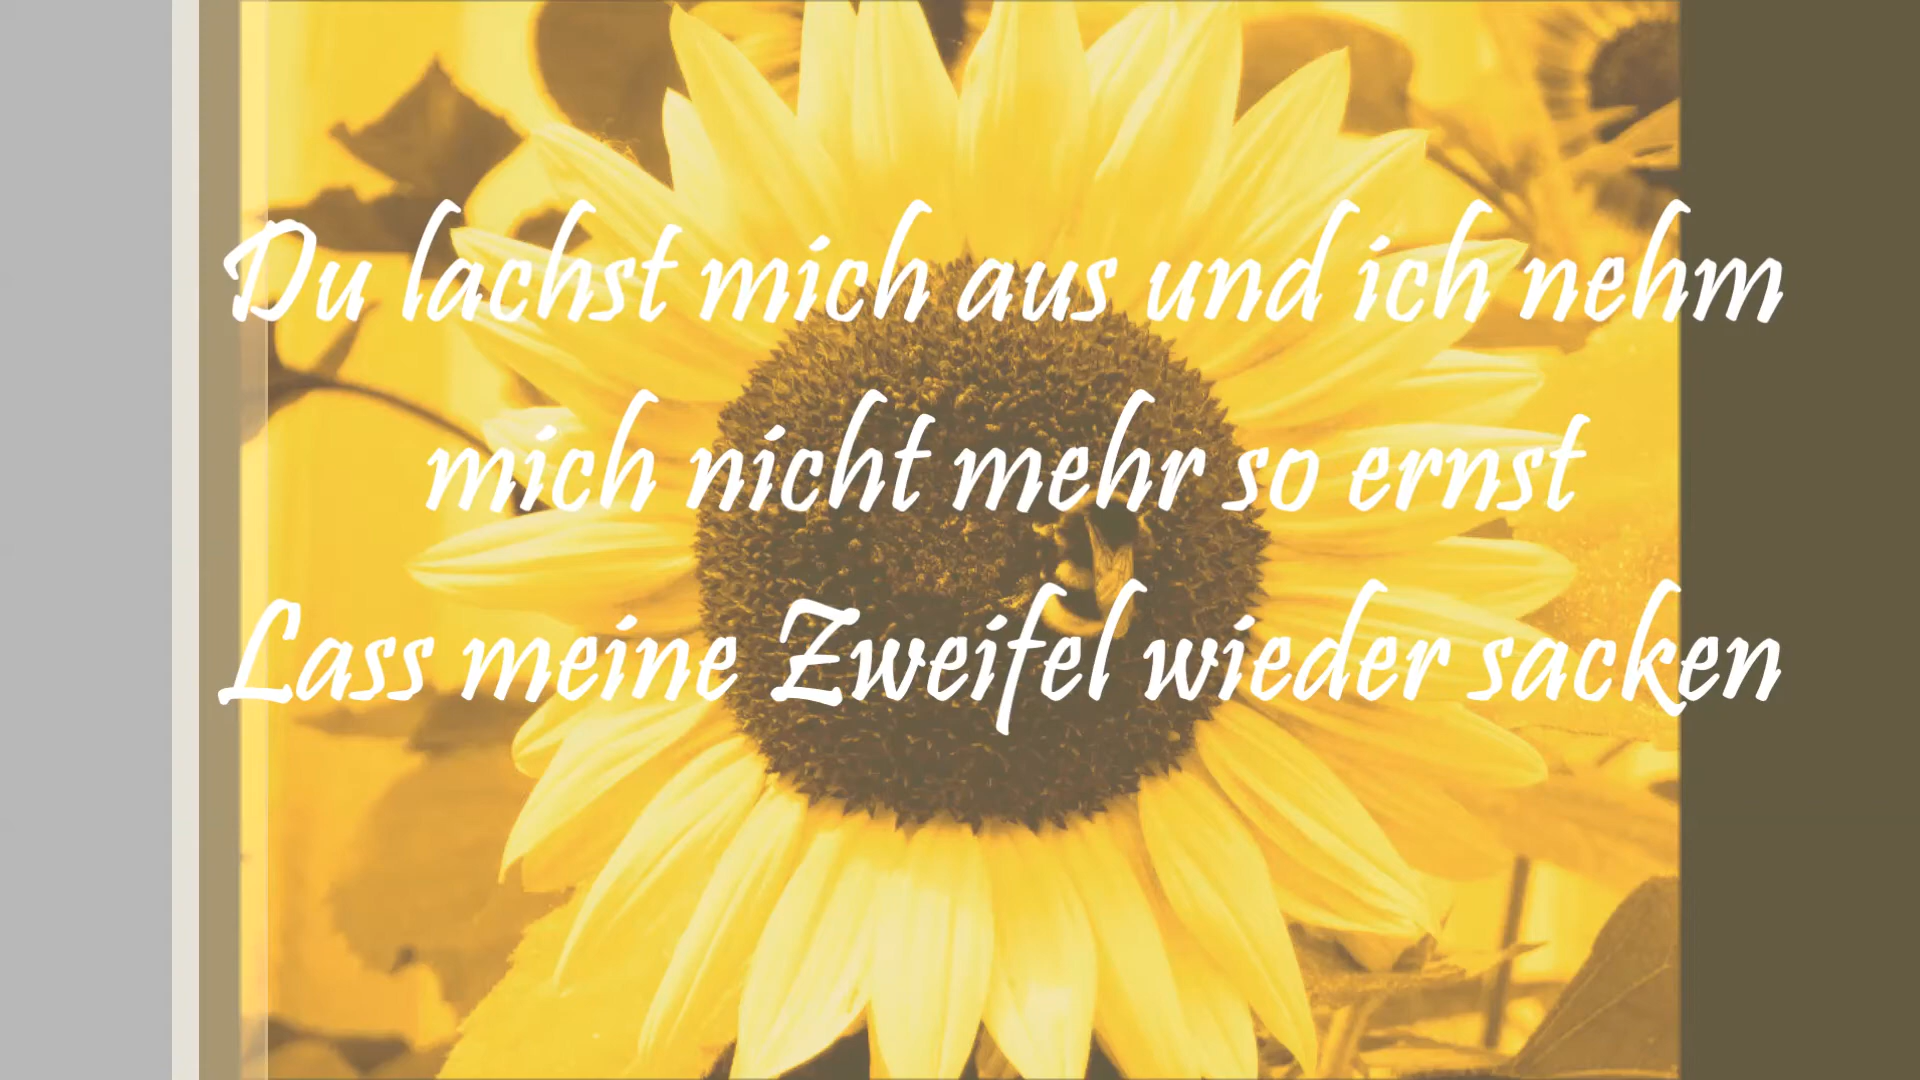 Du lachst mich aus und ich nehm
mich nicht mehr so ernst
Lass meine Zweifel wieder sacken